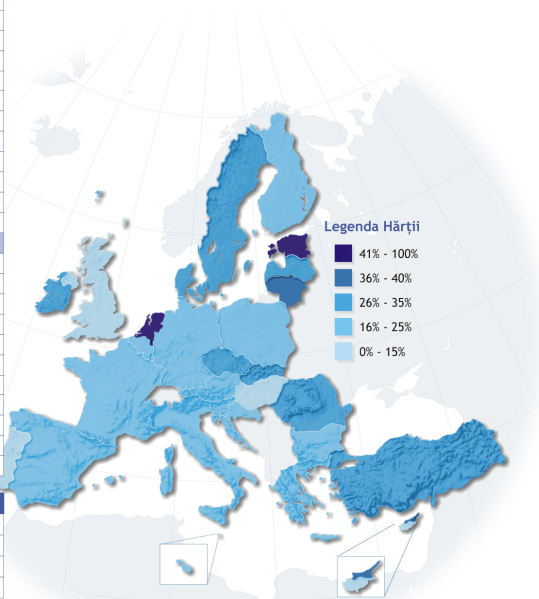 Legenda Hărții
41% - 100%
36% - 40%
26% - 35%
16% - 25%
0% - 15%